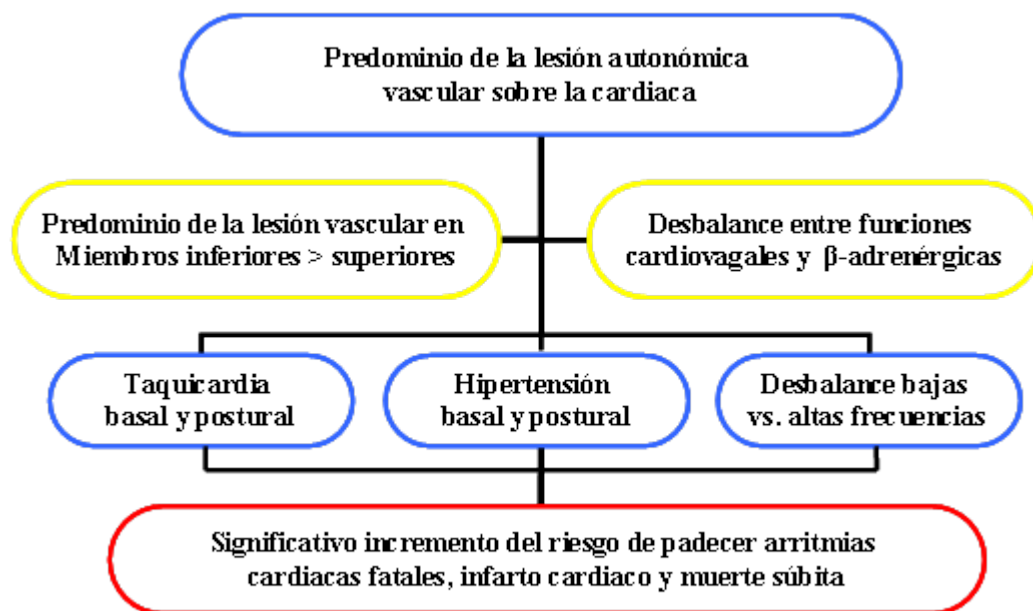 Predominio de la lesión autonómica
vascular sobre la cardiaca
Predominio de la lesión vascular en
Miembros inferiores > superiores
Desbalance entre funciones
cardiovagales y β-adrenérgicas
Taquicardia
basal y postural
Hipertensión
basal y postural
Desbalance bajas
vs. altas frecuencias
Significativo incremento del riesgo de padecer arritmias
cardiacas fatales, infarto cardiaco y muerte súbita